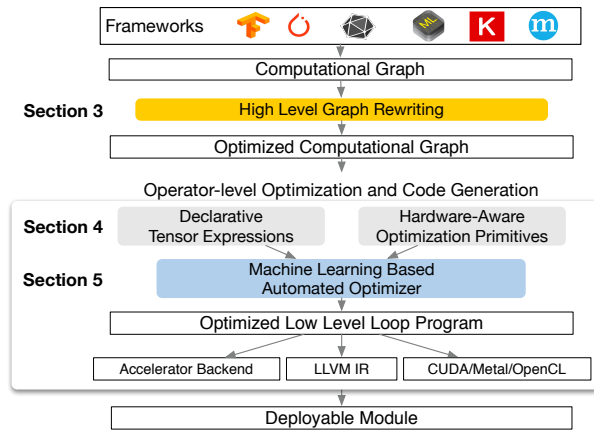 Frameworks
ML
K
m
Computational Graph
Section 3
High Level Graph Rewriting
Optimized Computational Graph
Operator-level Optimization and Code Generation
Section 4
Declarative
Tensor Expressions
Hardware-Aware
Optimization Primitives
Section 5
Machine Learning Based
Automated Optimizer
Optimized Low Level Loop Program
Accelerator Backend
LLVM IR
CUDA/Metal/OpenCL
Deployable Module